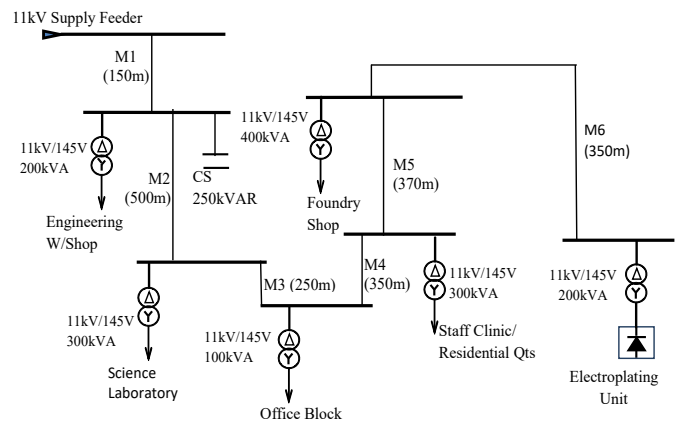 11kV Supply Feeder
M1
(150m)
11kV/145V
200kVA
Engineering
W/Shop
M2
(500m)
CS
250kVAR
11kV/145V
400kVA
Foundry
Shop
M5
(370m)
M6
(350m)
M3 (250m)
M4
(350m)
11kV/145V
300kVA
Science
Laboratory
11kV/145V
100kVA
Office Block
11kV/145V
300kVA
Staff Clinic/
Residential Qts
11kV/145V
200kVA
Electroplating
Unit